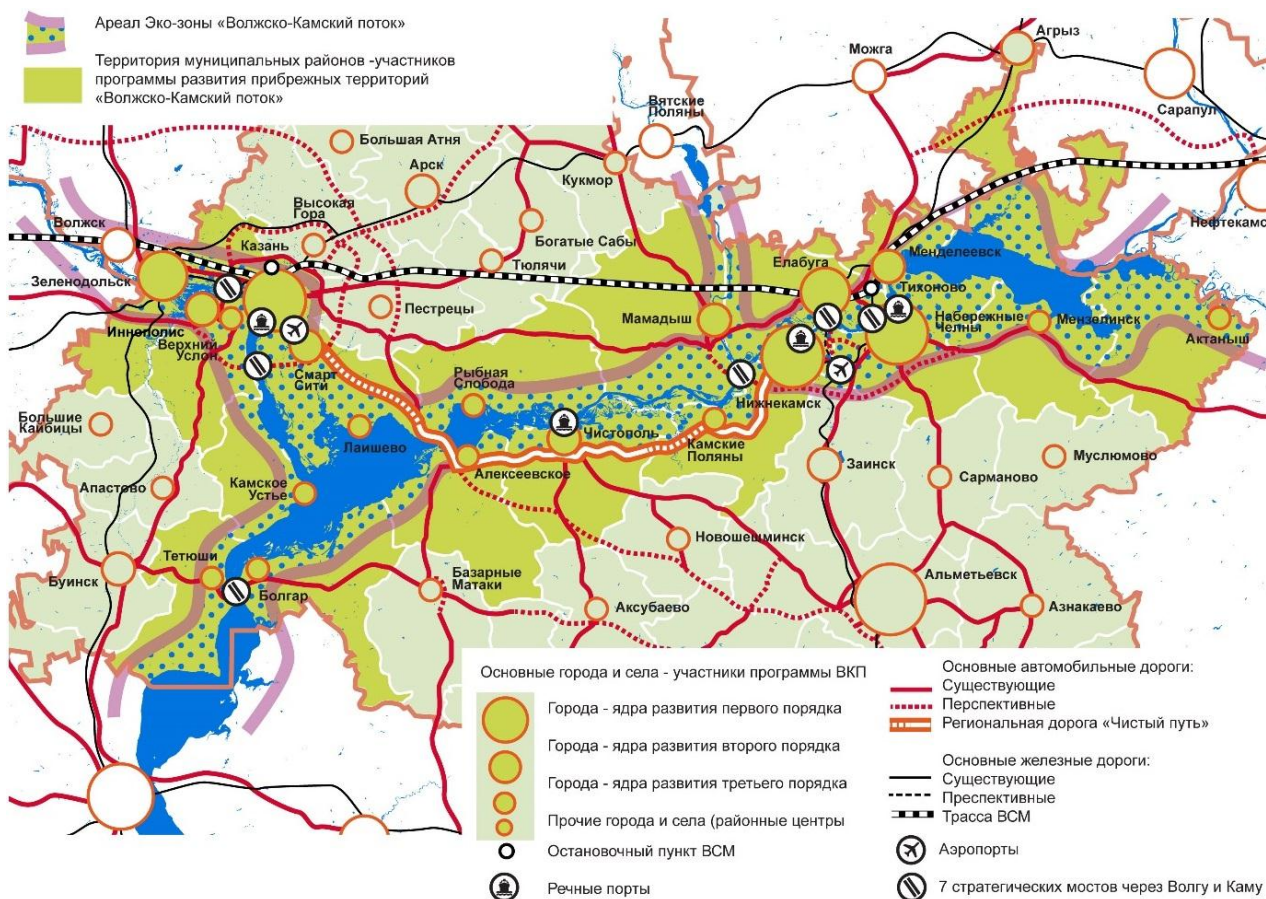 Ареал Эко-зоны «Волжско-Камский поток»
Территория муниципальных районов -участников
программы развития прибрежных территорий
«Волжско-Камский поток»
Агрыз
Можга
Сарапул
Вятские
Поляны
Большая Атня
Арск
Кукмор
Высокая
Гора
Волжск
Казань
Богатые Сабы
Тюлячи
Нефтекамск
Менделеевск
Елабуга
Зеленодольск
Тихоново
Пестрецы
Мамадыш
Набережные
Челны
Мензелинск
Иннополис
Верхний
Услон
Актаныш
Смарт
Сити
Рыбная
Слобода
Нижнекамск
Большие
Кайбицы
Лаишево
Чистополь
Камские
Поляны
Заинск
Муслюмово
Алексеевское
Сарманово
Апастово
Камское
Устье
Новошешминск
Тетюши
Буинск
Болгар
Базарные
Матаки
Альметьевск
Аксубаево
Азнакаево
Основные города и села - участники программы ВКП
Города - ядра развития первого порядка
Города - ядра развития второго порядка
Города - ядра развития третьего порядка
Прочие города и села (районные центры
Остановочный пункт ВСМ
Речные порты
Основные автомобильные дороги:
Существующие
Перспективные
Региональная дорога «Чистый путь»
Основные железные дороги:
Существующие
Преспективные
Трасса ВСМ
Аэропорты
7 стратегических мостов через Волгу и Каму